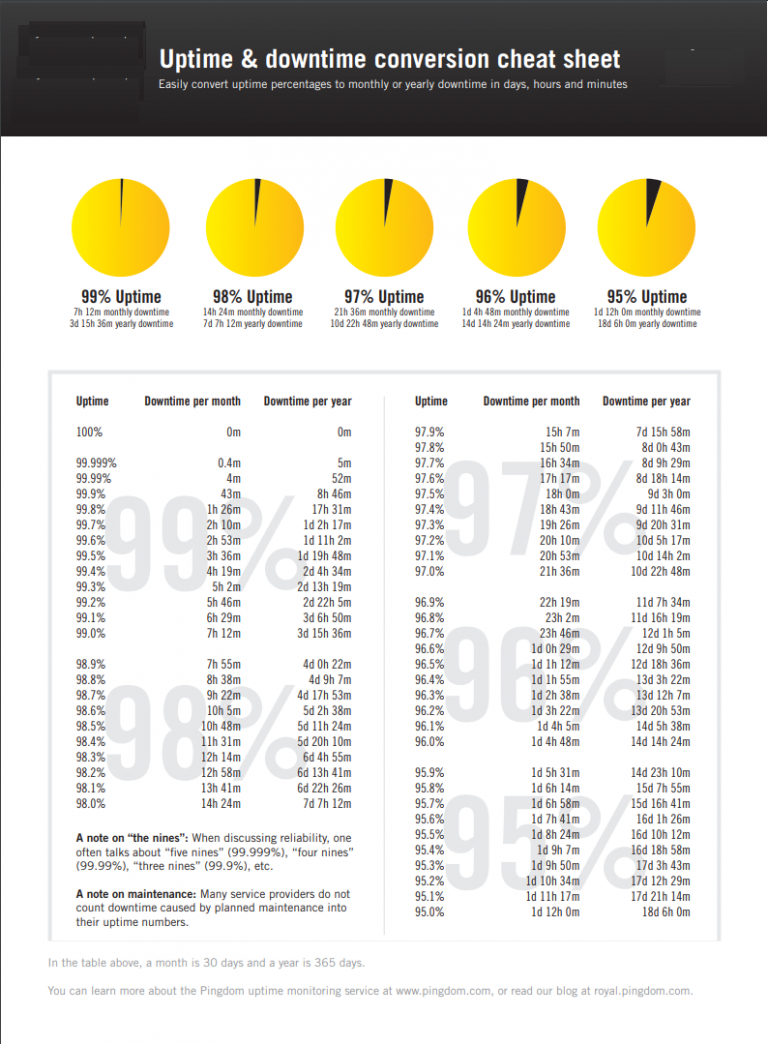 Uptime & downtime conversion cheat sheet
Easily convert uptime percentages to monthly or yearly downtime in days, hours and minutes
99% Uptime
7h 12m monthly downtime
3d 15h 36m yearly downtime
98% Uptime
14h 24m monthly downtime
7d 7h 12m yearly downtime
97% Uptime
21h 36m monthly downtime
10d 22h 48m yearly downtime
96% Uptime
1d 4h 48m monthly downtime
14d 14h 24m yearly downtime
95% Uptime
1d 12h 0m monthly downtime
18d 6h 0m yearly downtime
Uptime Downtime per month Downtime per year
100% 0m 0m
99%
99.999% 0.4m 5m
99.99% 4m 52m
99.9% 43m 8h 46m
99.8% 1h 26m 17h 31m
99.7% 2h 10m 1d 2h 17m
99.6% 2h 53m 1d 11h 2m
99.5% 3h 36m 1d 19h 48m
99.4% 4h 19m 2d 4h 34m
99.3% 5h 2m 2d 13h 19m
99.2% 5h 46m 2d 22h 5m
99.1% 6h 29m 3d 6h 50m
99.0% 7h 12m 3d 15h 36m
98%
98.9% 7h 55m 4d 0h 22m
98.8% 8h 38m 4d 9h 7m
98.7% 9h 22m 4d 17h 53m
98.6% 10h 5m 5d 2h 38m
98.5% 10h 48m 5d 11h 24m
98.4% 11h 31m 5d 20h 10m
98.3% 12h 14m 6d 4h 55m
98.2% 12h 58m 6d 13h 41m
98.1% 13h 41m 6d 22h 26m
98.0% 14h 24m 7d 7h 12m
A note on “the nines”: When discussing reliability, one
often talks about “five nines” (99.999%), “four nines”
(99.99%), “three nines” (99.9%), etc.
A note on maintenance: Many service providers do not
count downtime caused by planned maintenance into
their uptime numbers.
Uptime Downtime per month Downtime per year
97%
97.9% 15h 7m 7d 15h 58m
97.8% 15h 50m 8d 0h 43m
97.7% 16h 34m 8d 9h 29m
97.6% 17h 17m 8d 18h 14m
97.5% 18h 0m 9d 3h 0m
97.4% 18h 43m 9d 11h 46m
97.3% 19h 26m 9d 20h 31m
97.2% 20h 10m 10d 5h 17m
97.1% 20h 53m 10d 14h 2m
97.0% 21h 36m 10d 22h 48m
96%
96.9% 22h 19m 11d 7h 34m
96.8% 23h 2m 11d 16h 19m
96.7% 23h 46m 12d 1h 5m
96.6% 1d 0h 29m 12d 9h 50m
96.5% 1d 1h 12m 12d 18h 36m
96.4% 1d 1h 55m 13d 3h 22m
96.3% 1d 2h 38m 13d 12h 7m
96.2% 1d 3h 22m 13d 20h 53m
96.1% 1d 4h 5m 14d 5h 38m
96.0% 1d 4h 48m 14d 14h 24m
95%
95.9% 1d 5h 31m 14d 23h 10m
95.8% 1d 6h 14m 15d 7h 55m
95.7% 1d 6h 58m 15d 16h 41m
95.6% 1d 7h 41m 16d 1h 26m
95.5% 1d 8h 24m 16d 10h 12m
95.4% 1d 9h 7m 16d 18h 58m
95.3% 1d 9h 50m 17d 3h 43m
95.2% 1d 10h 34m 17d 12h 29m
95.1% 1d 11h 17m 17d 21h 14m
95.0% 1d 12h 0m 18d 6h 0m
In the table above, a month is 30 days and a year is 365 days.
You can learn more about the Pingdom uptime monitoring service at www.pingdom.com, or read our blog at royal.pingdom.com.